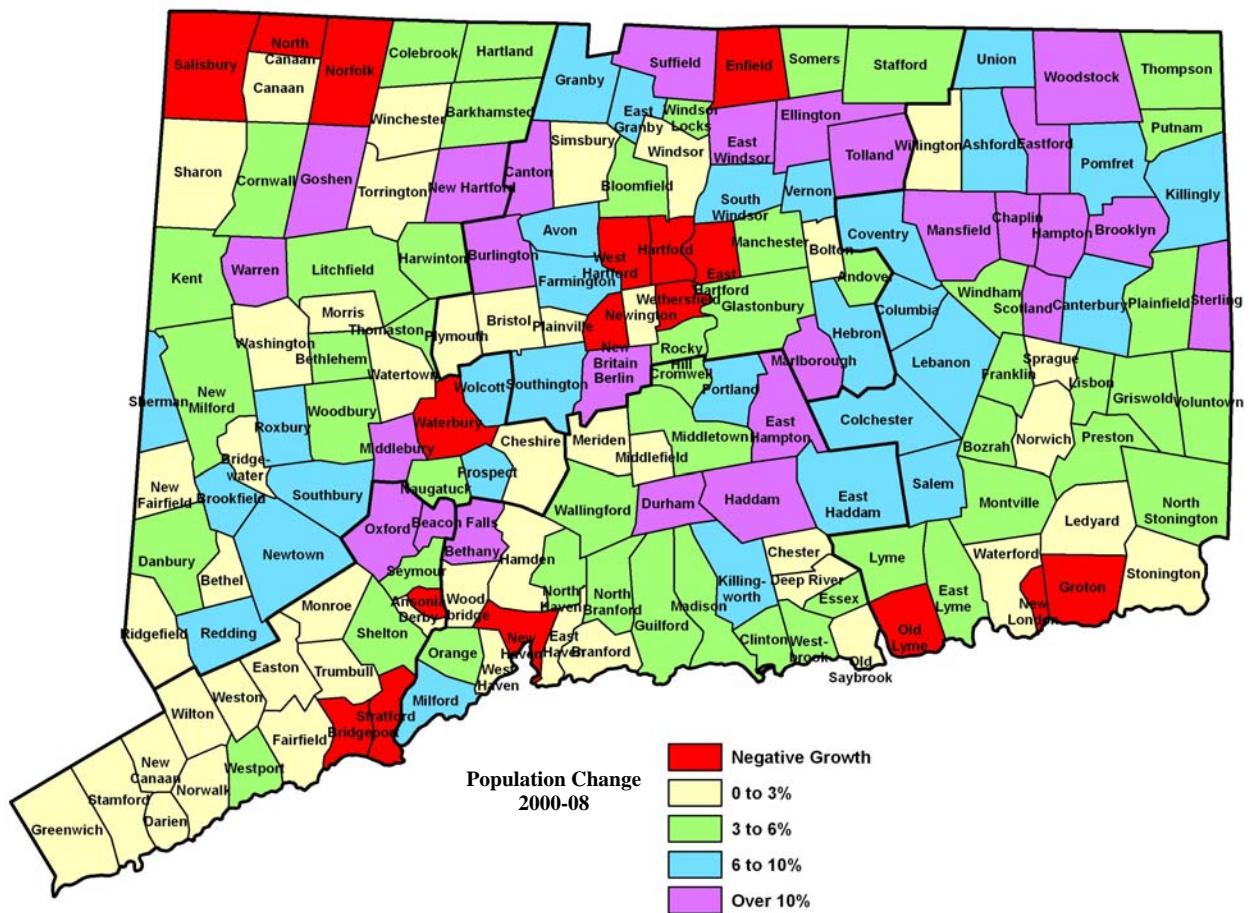 Salisbury
North
Canaan
Canaan
Norfolk
Colebrook
Hartland
Granby
Suffield
Enfield
Somers
Stafford
Union
Woodstock
Thompson
Barkhamsted
Winchester
East
Granby
Windsor
Locks
Ellington
Putnam
Sharon
Cornwall
Goshen
Torrington
New Hartford
Canton
Simsbury
Windsor
Bloomfield
East
Windsor
Tolland
Willington
Ashford
Eastford
Pomfret
Killingly
South
Windsor
Vernon
Kent
Warren
Litchfield
Harwinton
Burlington
Avon
Farmington
West
Hartford
Hartford
East
Hartford
Manchester
Bolton
Coventry
Andover
Mansfield
Chaplin
Hampton
Brooklyn
Morris
Washington
Bethlehem
Thomaston
Plymouth
Bristol
Plainville
Newington
Wethersfield
Glastonbury
Hebron
Columbia
Windham
Scotland
Canterbury
Plainfield
Sterling
Sherman
New
Milford
Roxbury
Woodbury
Watertown
Waterbury
Wolcott
Southington
New
Britain
Berlin
Rocky
Hill
Cromwell
Portland
Marlborough
East
Hampton
Lebanon
Colchester
Franklin
Sprague
Lisbon
Griswold
Voluntown
Bozrah
Norwich
Preston
Bridge-
water
New
Fairfield
Brookfield
Southbury
Middlebury
Naugatuck
Prospect
Cheshire
Meriden
Middlefield
Middletown
Wallingford
Durham
Haddam
East
Haddam
Salem
Montville
North
Stonington
Ledyard
Danbury
Bethel
Newtown
Oxford
Beacon Falls
Bethany
Seymour
Hamden
Ridgefield
Redding
Monroe
Shelton
Ansonia
Derby
Wood
bridge
North
Haven
North
Branford
Guilford
Madison
Killing-
worth
Chester
Deep River
Essex
Lyme
East
Lyme
Waterford
New
London
Groton
Stonington
Easton
Trumbull
Orange
New
Haven
West
Haven
East
Haven
Branford
Clinton
West-
brook
Old
Saybrook
Old
Lyme
Wilton
Weston
Fairfield
Bridgeport
Stratford
Milford
New
Canaan
Norwalk
Westport
Stamford
Darien
Greenwich
Population Change
2000-08
Negative Growth
0 to 3%
3 to 6%
6 to 10%
Over 10%